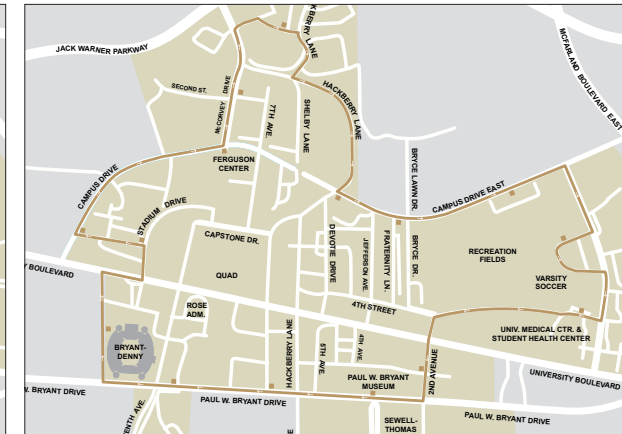 JACK WARNER PARKWAY
KBERRY LANE
MCFARLAND BOULEVARD EAST
SECOND ST.
McCORVEY DRIVE
7TH AVE.
SHELBY LANE
HACKBERRY LANE
FERGUSON
CENTER
BRYCE LAWN DR.
CAMPUS DRIVE
CAMPUS DRIVE EAST
STADIUM DRIVE
CAPSTONE DR.
DEVOTIE DRIVE
JEFFERSON AVE.
FRATERNITY LN.
BRYCE DR.
RECREATION
FIELDS
Y BOULEVARD
QUAD
VARSITY
SOCCER
ROSE
ADM.
4TH STREET
UNIV. MEDICAL CTR. &
STUDENT HEALTH CENTER
BRYANT-
DENNY
HACKBERRY LANE
5TH AVE.
4TH AVE.
2ND AVENUE
UNIVERSITY BOULEVARD
PAUL W. BRYANT
MUSEUM
W. BRYANT DRIVE
PAUL W. BRYANT DRIVE
PAUL W. BRYANT DRIVE
ENTH AVE.
SEWELL-
THOMAS